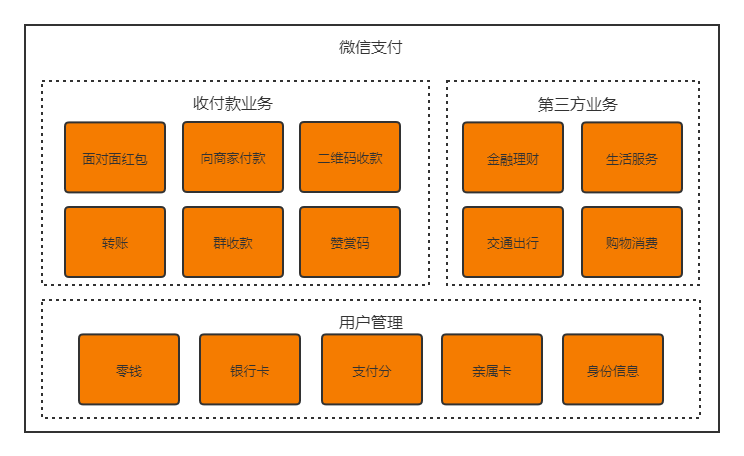 微信支付
收付款业务
面对面红包
向商家付款
二维码收款
转账
群收款
赞赏码
第三方业务
金融理财
生活服务
交通出行
购物消费
用户管理
零钱
银行卡
支付分
亲属卡
身份信息